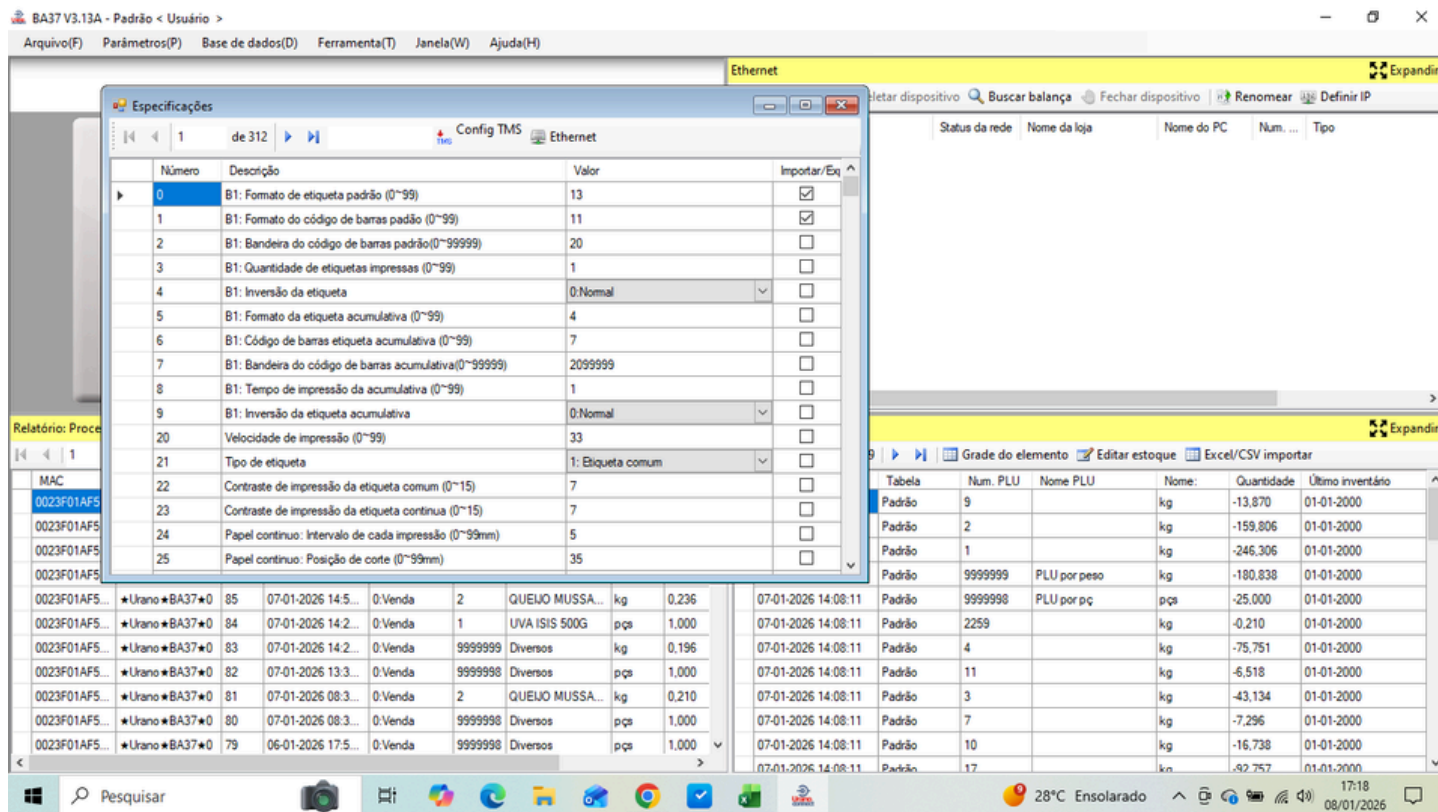 BA37 V3.13A - Padrão < Usuário >
Arquivo(F) Parâmetros(P) Base de dados(D) Ferramenta(T) Janela(W) Ajuda(H)
Ethernet Expandir
eletar dispositivo Buscar balança Fechar dispositivo Renomear Definir IP
Status da rede Nome da loja Nome do PC Num. ... Tipo
Especificações
1 de 312 Config TMS Ethernet
Número Descrição Valor Importar/Exp
0 B1: Formato de etiqueta padrão (0~99) 13
1 B1: Formato do código de barras padão (0~99) 11
2 B1: Bandeira do código de barras padrão(0~99999) 20
3 B1: Quantidade de etiquetas impressas (0~99) 1
4 B1: Inversão da etiqueta 0:Normal
5 B1: Formato da etiqueta acumulativa (0~99) 4
6 B1: Código de barras etiqueta acumulativa (0~99) 7
7 B1: Bandeira do código de barras acumulativa(0~99999) 2099999
8 B1: Tempo de impressão da acumulativa (0~99) 1
9 B1: Inversão da etiqueta acumulativa 0:Normal
20 Velocidade de impressão (0~99) 33
21 Tipo de etiqueta 1: Etiqueta comum
22 Contraste de impressão da etiqueta comum (0~15) 7
23 Contraste de impressão da etiqueta continua (0~15) 7
24 Papel continuo: Intervalo de cada impressão (0~99mm) 5
25 Papel continuo: Posição de corte (0~99mm) 35
Relatório: Proce Expandir
1 9 Grade do elemento Editar estoque Excel/CSV importar
MAC Tabela Num. PLU Nome PLU Nome: Quantidade Último inventário
0023F01AF5 Padrão 9 kg -13,870 01-01-2000
0023F01AF5 Padrão 2 kg -159,806 01-01-2000
0023F01AF5 Padrão 1 kg -246,306 01-01-2000
0023F01AF5 Padrão 9999999 PLU por peso kg -180,838 01-01-2000
0023F01AF5... ★Urano★BA37★0 85 07-01-2026 14:5... 0:Venda 2 QUEIJO MUSSA... kg 0,236 07-01-2026 14:08:11 Padrão 9999998 PLU por pç pçs -25,000 01-01-2000
0023F01AF5... ★Urano★BA37★0 84 07-01-2026 14:2... 0:Venda 1 UVA ISIS 500G pçs 1,000 07-01-2026 14:08:11 Padrão 2259 kg -0,210 01-01-2000
0023F01AF5... ★Urano★BA37★0 83 07-01-2026 14:2... 0:Venda 9999999 Diversos kg 0,196 07-01-2026 14:08:11 Padrão 4 kg -75,751 01-01-2000
0023F01AF5... ★Urano★BA37★0 82 07-01-2026 13:3... 0:Venda 9999998 Diversos pçs 1,000 07-01-2026 14:08:11 Padrão 11 kg -6,518 01-01-2000
0023F01AF5... ★Urano★BA37★0 81 07-01-2026 08:3... 0:Venda 2 QUEIJO MUSSA... kg 0,210 07-01-2026 14:08:11 Padrão 3 kg -43,134 01-01-2000
0023F01AF5... ★Urano★BA37★0 80 07-01-2026 08:3... 0:Venda 9999998 Diversos pçs 1,000 07-01-2026 14:08:11 Padrão 7 kg -7,296 01-01-2000
0023F01AF5... ★Urano★BA37★0 79 06-01-2026 17:5... 0:Venda 9999998 Diversos pçs 1,000 07-01-2026 14:08:11 Padrão 10 kg -16,738 01-01-2000
07-01-2026 14:08:11 Padrão 17 kg -92,757 01-01-2000
Pesquisar 28°C Ensolarado 17:18
08/01/2026